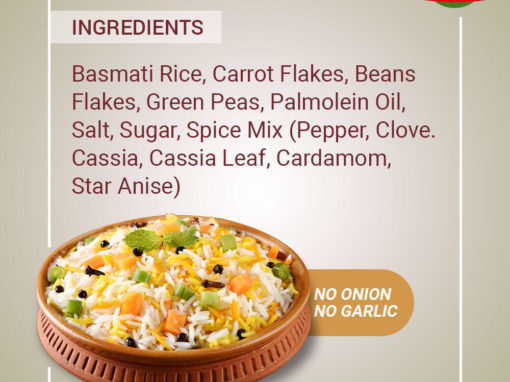 INGREDIENTS
Basmati Rice, Carrot Flakes, Beans
Flakes, Green Peas, Palmolein Oil,
Salt, Sugar, Spice Mix (Pepper, Clove.
Cassia, Cassia Leaf, Cardamom,
Star Anise)
NO ONION
NO GARLIC